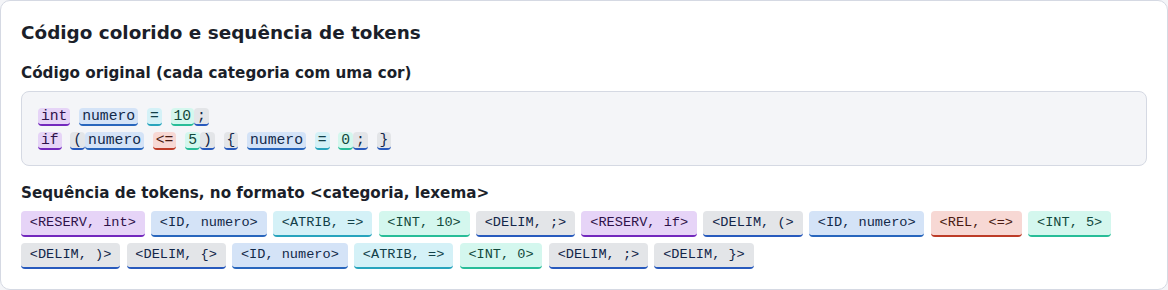 Código colorido e sequência de tokens
Código original (cada categoria com uma cor)
int numero = 10;
if (numero <= 5) { numero = 0; }
Sequência de tokens, no formato <categoria, lexema>
<RESERV, int> <ID, numero> <ATRIB, => <INT, 10> <DELIM, ;> <RESERV, if> <DELIM, (> <ID, numero> <REL, <=> <INT, 5>
<DELIM, )> <DELIM, {> <ID, numero> <ATRIB, => <INT, 0> <DELIM, ;> <DELIM, }>